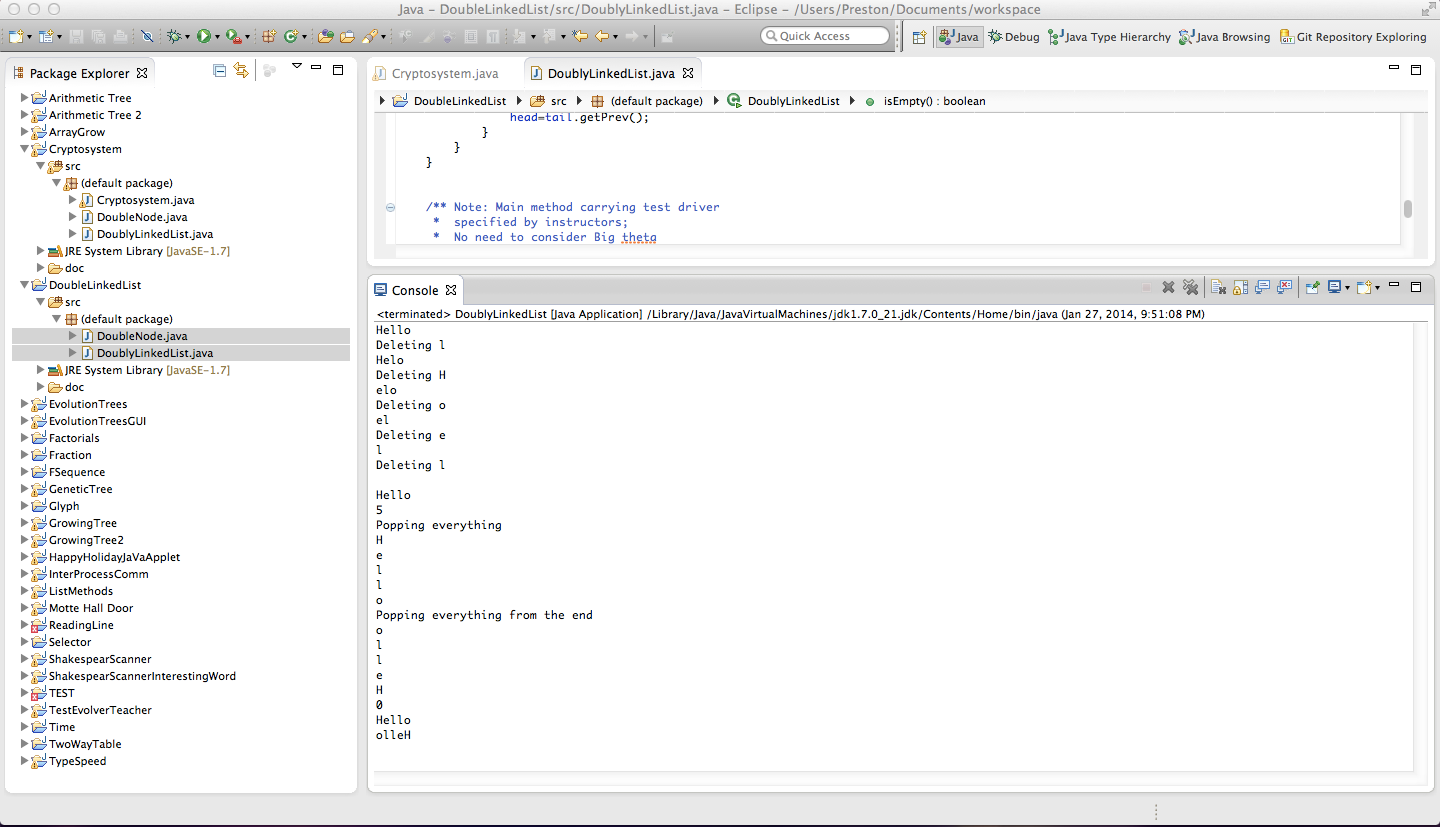 Java – DoubleLinkedList/src/DoublyLinkedList.java – Eclipse – /Users/Preston/Documents/workspace
Quick Access
Java
Debug
Java Type Hierarchy
Java Browsing
Git Repository Exploring
Package Explorer
Arithmetic Tree
Arithmetic Tree 2
ArrayGrow
Cryptosystem
src
(default package)
Cryptosystem.java
DoubleNode.java
DoublyLinkedList.java
JRE System Library [JavaSE-1.7]
doc
DoubleLinkedList
src
(default package)
DoubleNode.java
DoublyLinkedList.java
JRE System Library [JavaSE-1.7]
doc
EvolutionTrees
EvolutionTreesGUI
Factorials
Fraction
FSequence
GeneticTree
Glyph
GrowingTree
GrowingTree2
HappyHolidayJaVaApplet
InterProcessComm
ListMethods
Motte Hall Door
ReadingLine
Selector
ShakespearScanner
ShakespearScannerInterestingWord
TEST
TestEvolverTeacher
Time
TwoWayTable
TypeSpeed
Cryptosystem.java
DoublyLinkedList.java
DoubleLinkedList src (default package) DoublyLinkedList isEmpty() : boolean
head=tail.getPrev();
}
}
}
/** Note: Main method carrying test driver
* specified by instructors;
* No need to consider Big theta
Console
<terminated> DoublyLinkedList [Java Application] /Library/Java/JavaVirtualMachines/jdk1.7.0_21.jdk/Contents/Home/bin/java (Jan 27, 2014, 9:51:08 PM)
Hello
Deleting l
Helo
Deleting H
elo
Deleting o
el
Deleting e
l
Deleting l
Hello
5
Popping everything
H
e
l
l
o
Popping everything from the end
o
l
l
e
H
0
Hello
olleH